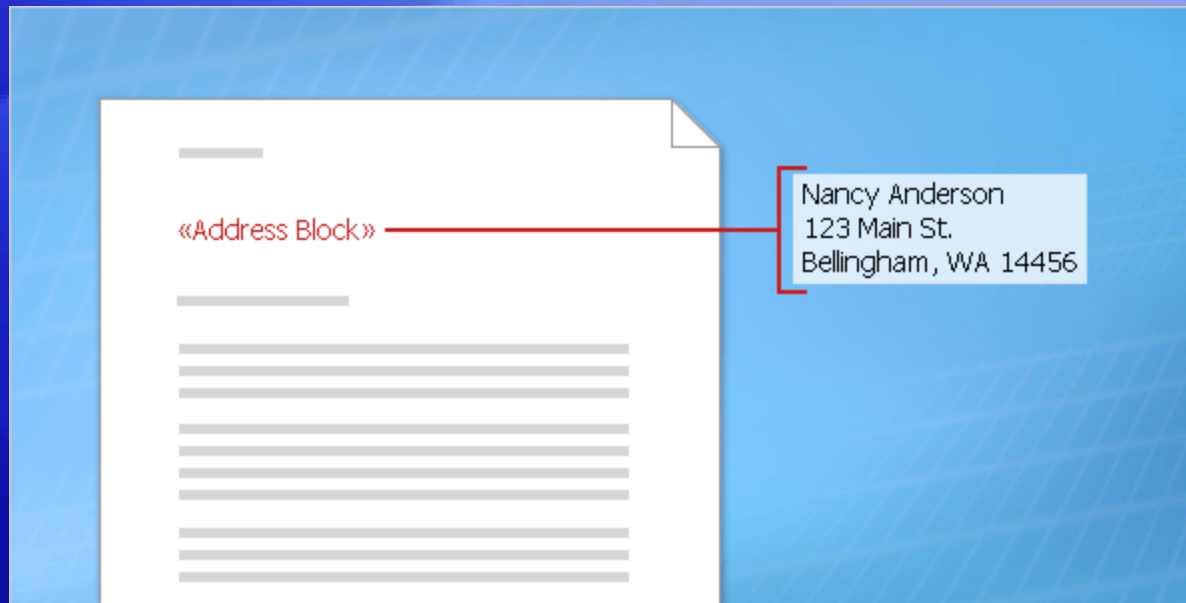 «Address Block»
Nancy Anderson
123 Main St.
Bellingham, WA 14456